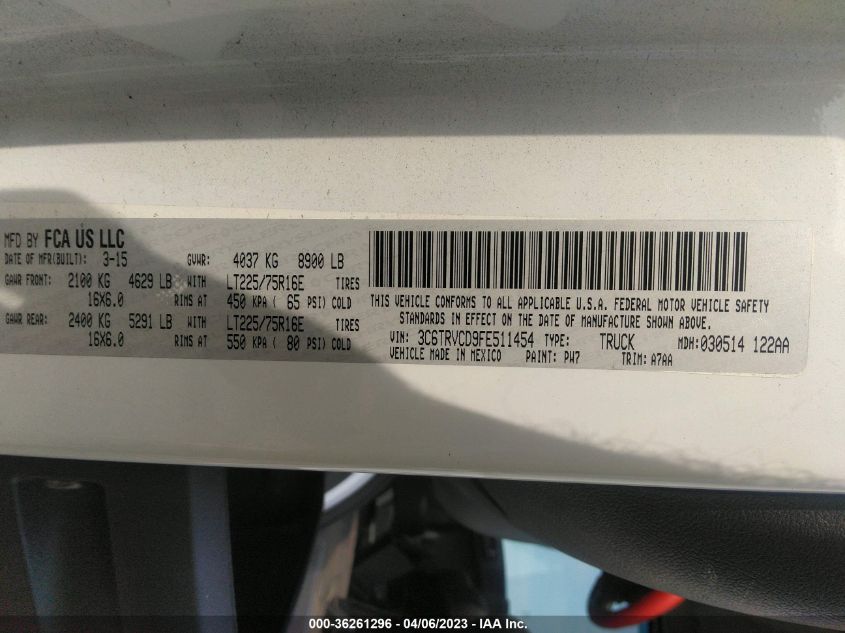 MFD BY FCA US LLC
DATE OF MFR(BUILT): 3-15 GVWR: 4037 KG 8900 LB
GAWR FRONT: 2100 KG 4629 LB WITH LT225/75R16E TIRES
16X6.0 RIMS AT 450 KPA ( 65 PSI) COLD
GAWR REAR: 2400 KG 5291 LB WITH LT225/75R16E TIRES
16X6.0 RIMS AT 550 KPA ( 80 PSI) COLD
THIS VEHICLE CONFORMS TO ALL APPLICABLE U.S.A. FEDERAL MOTOR VEHICLE SAFETY
STANDARDS IN EFFECT ON THE DATE OF MANUFACTURE SHOWN ABOVE.
VIN: 3C6TRVCD9FE511454 TYPE: TRUCK MDH: 030514 122AA
VEHICLE MADE IN MEXICO PAINT: PW7 TRIM: A7AA
000-36261296 - 04/06/2023 - IAA Inc.